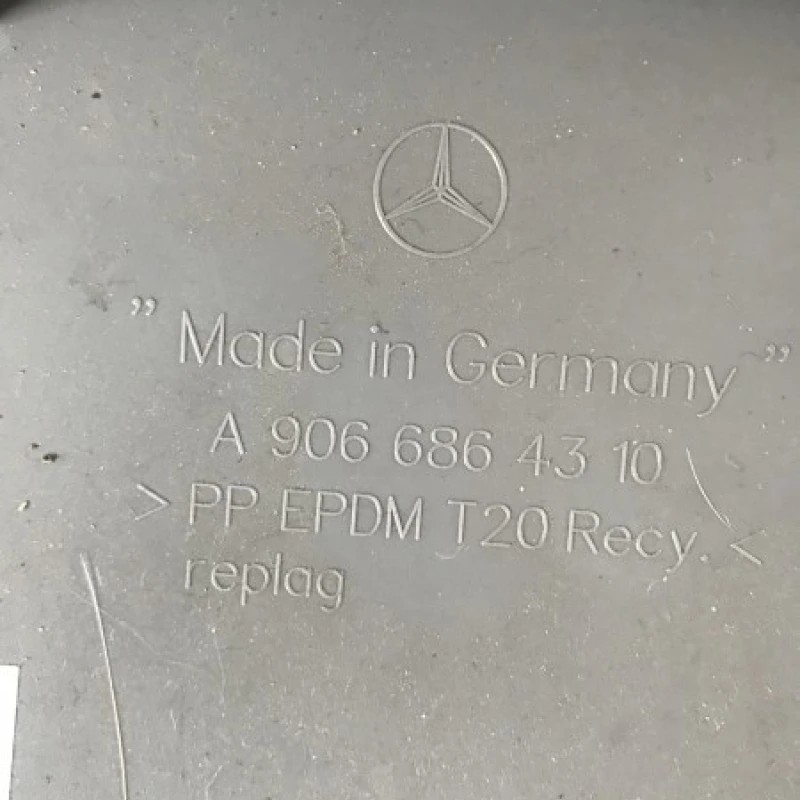 ” Made in Germany ”
A 906 686 43 10
> PP EPDM T20 Recy. <
replag